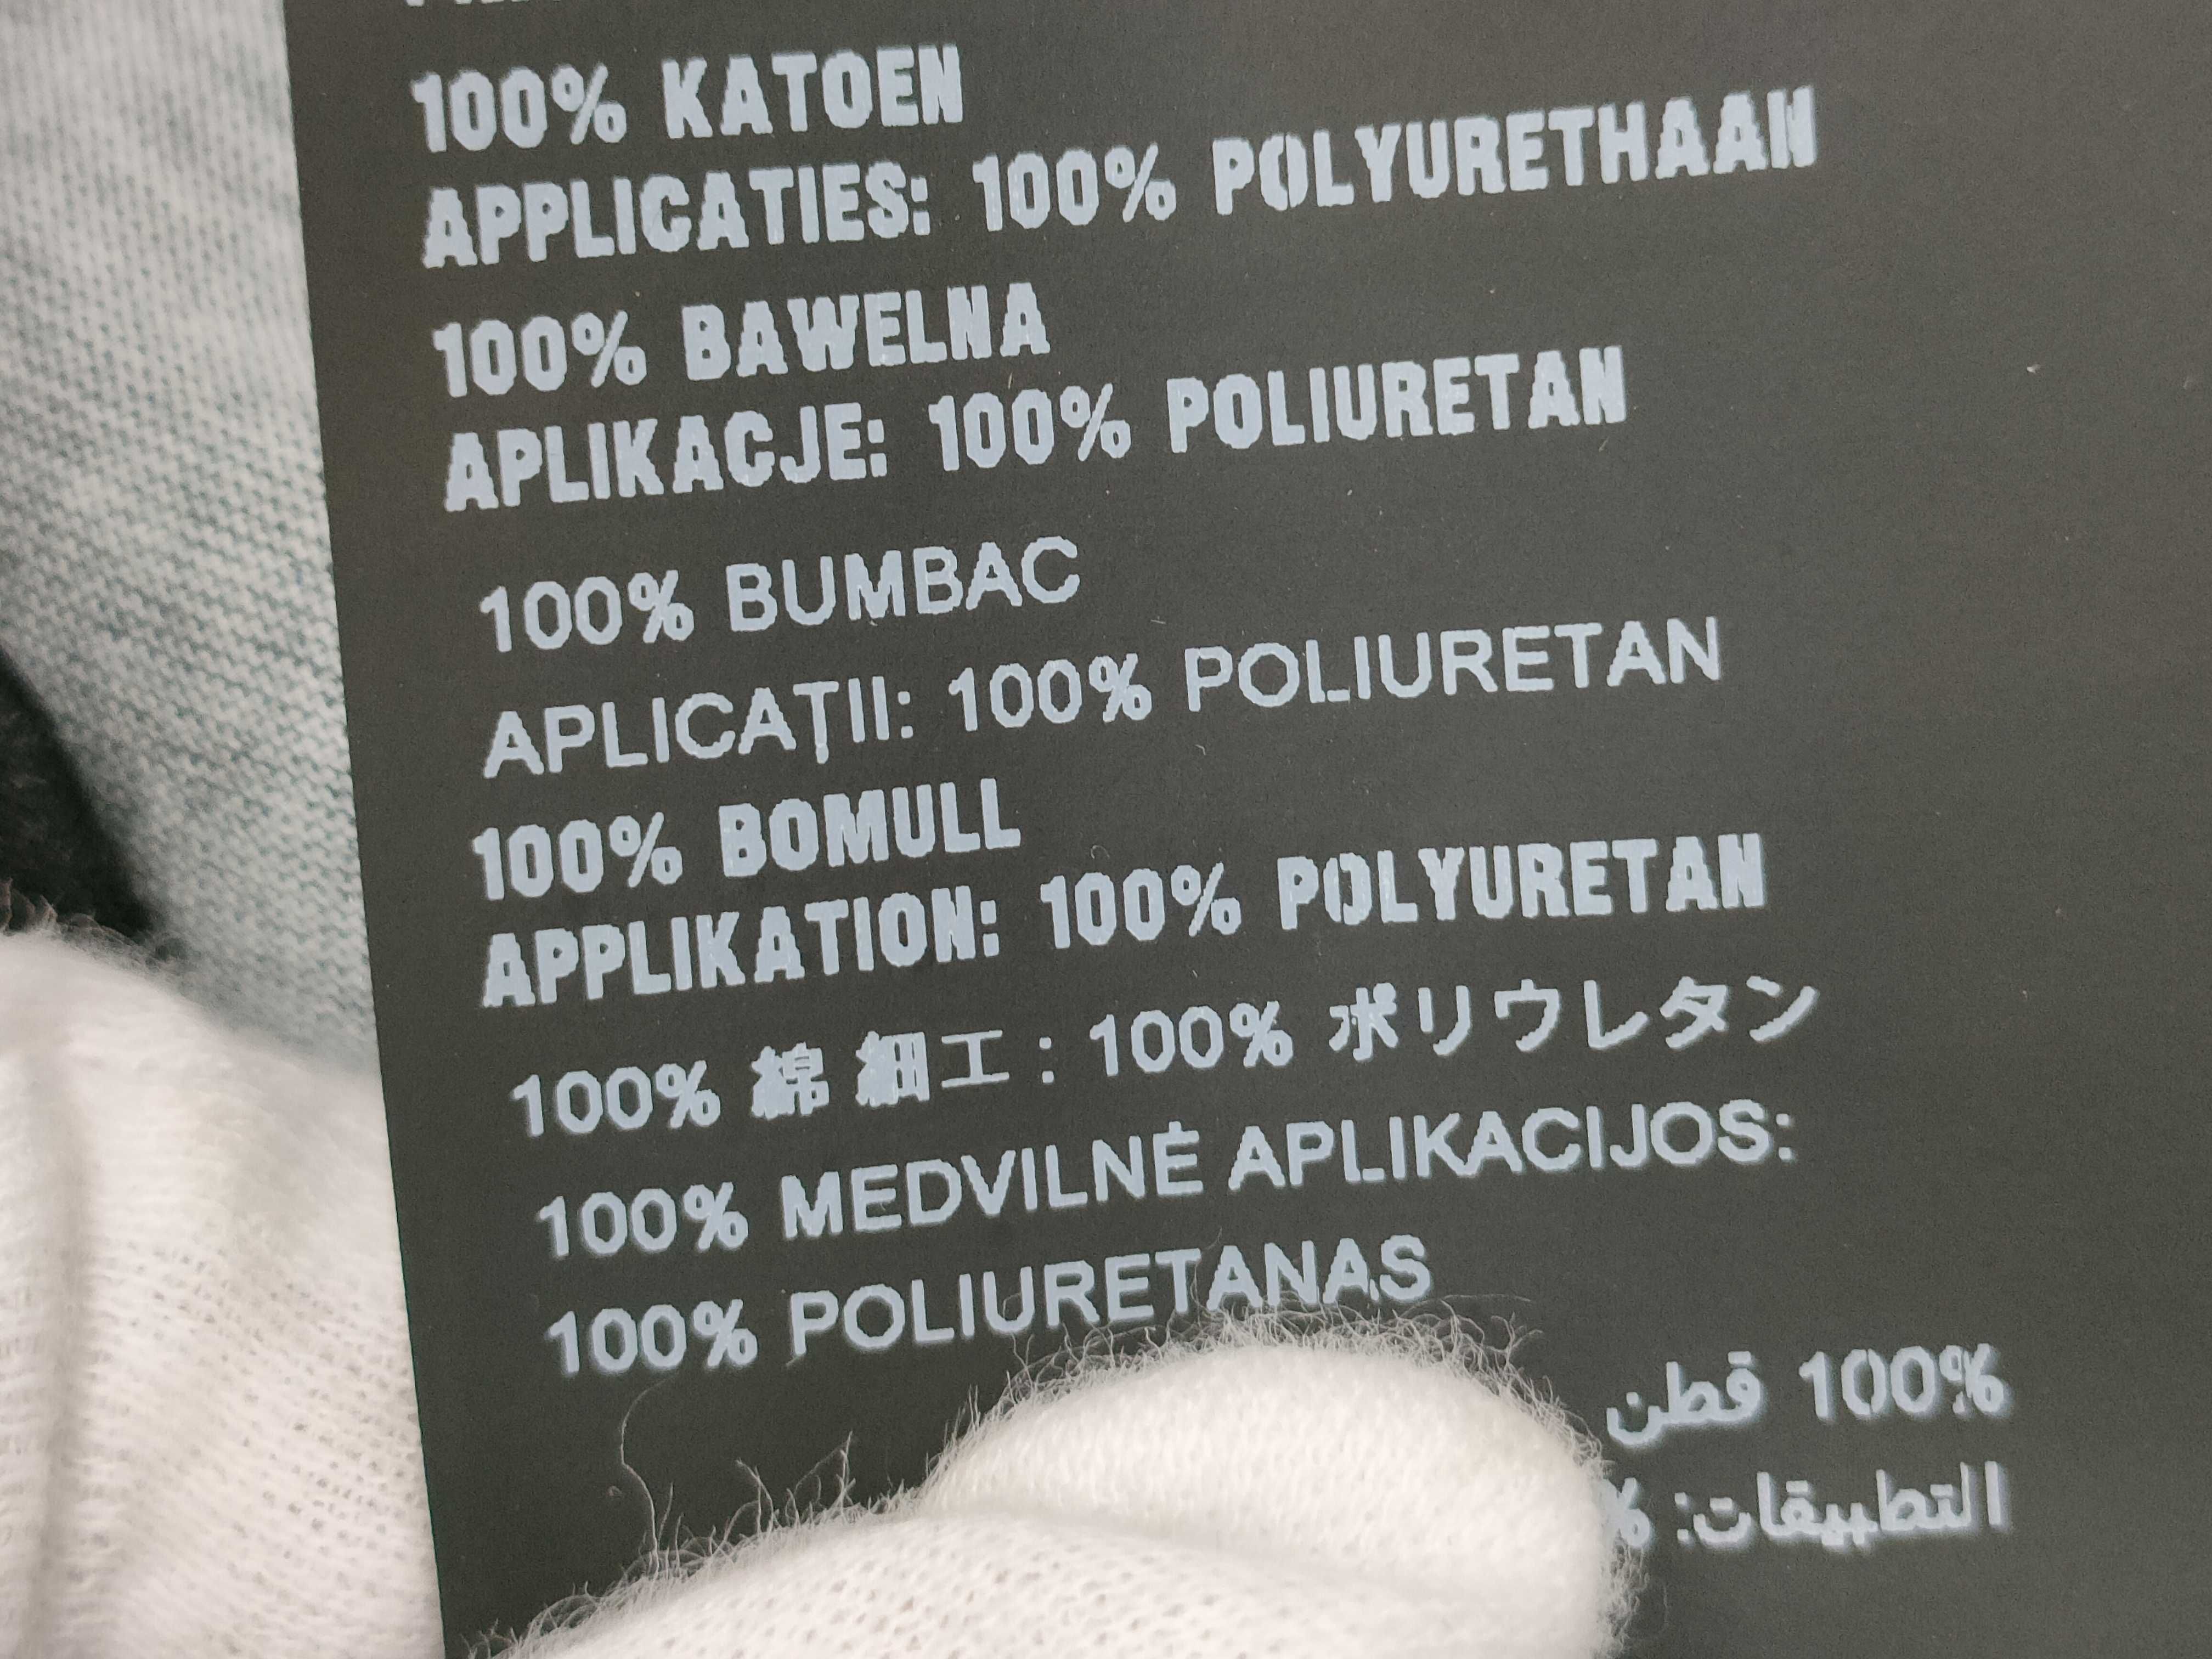 100% KATOEN
APPLICATIES: 100% POLYURETHAAN
100% BAWELNA
APLIKACJE: 100% POLIURETAN
100% BUMBAC
APLICAŢII: 100% POLIURETAN
100% BOMULL
APPLIKATION: 100% POLYURETAN
100% 綿 細工 : 100% ポリウレタン
100% MEDVILNĖ APLIKACIJOS:
100% POLIURETANAS
100% قطن
التطبيقات: %